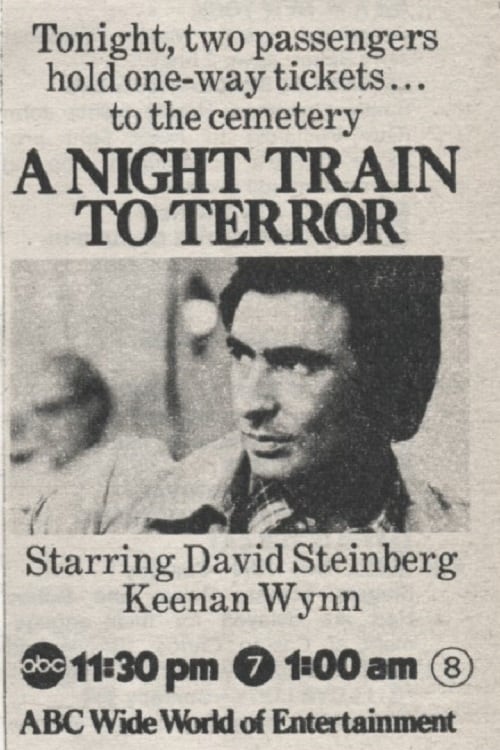 Tonight, two passengers
hold one-way tickets...
to the cemetery
A NIGHT TRAIN
TO TERROR
Starring David Steinberg
Keenan Wynn
abc 11:30 pm 7 1:00 am 8
ABC Wide World of Entertainment